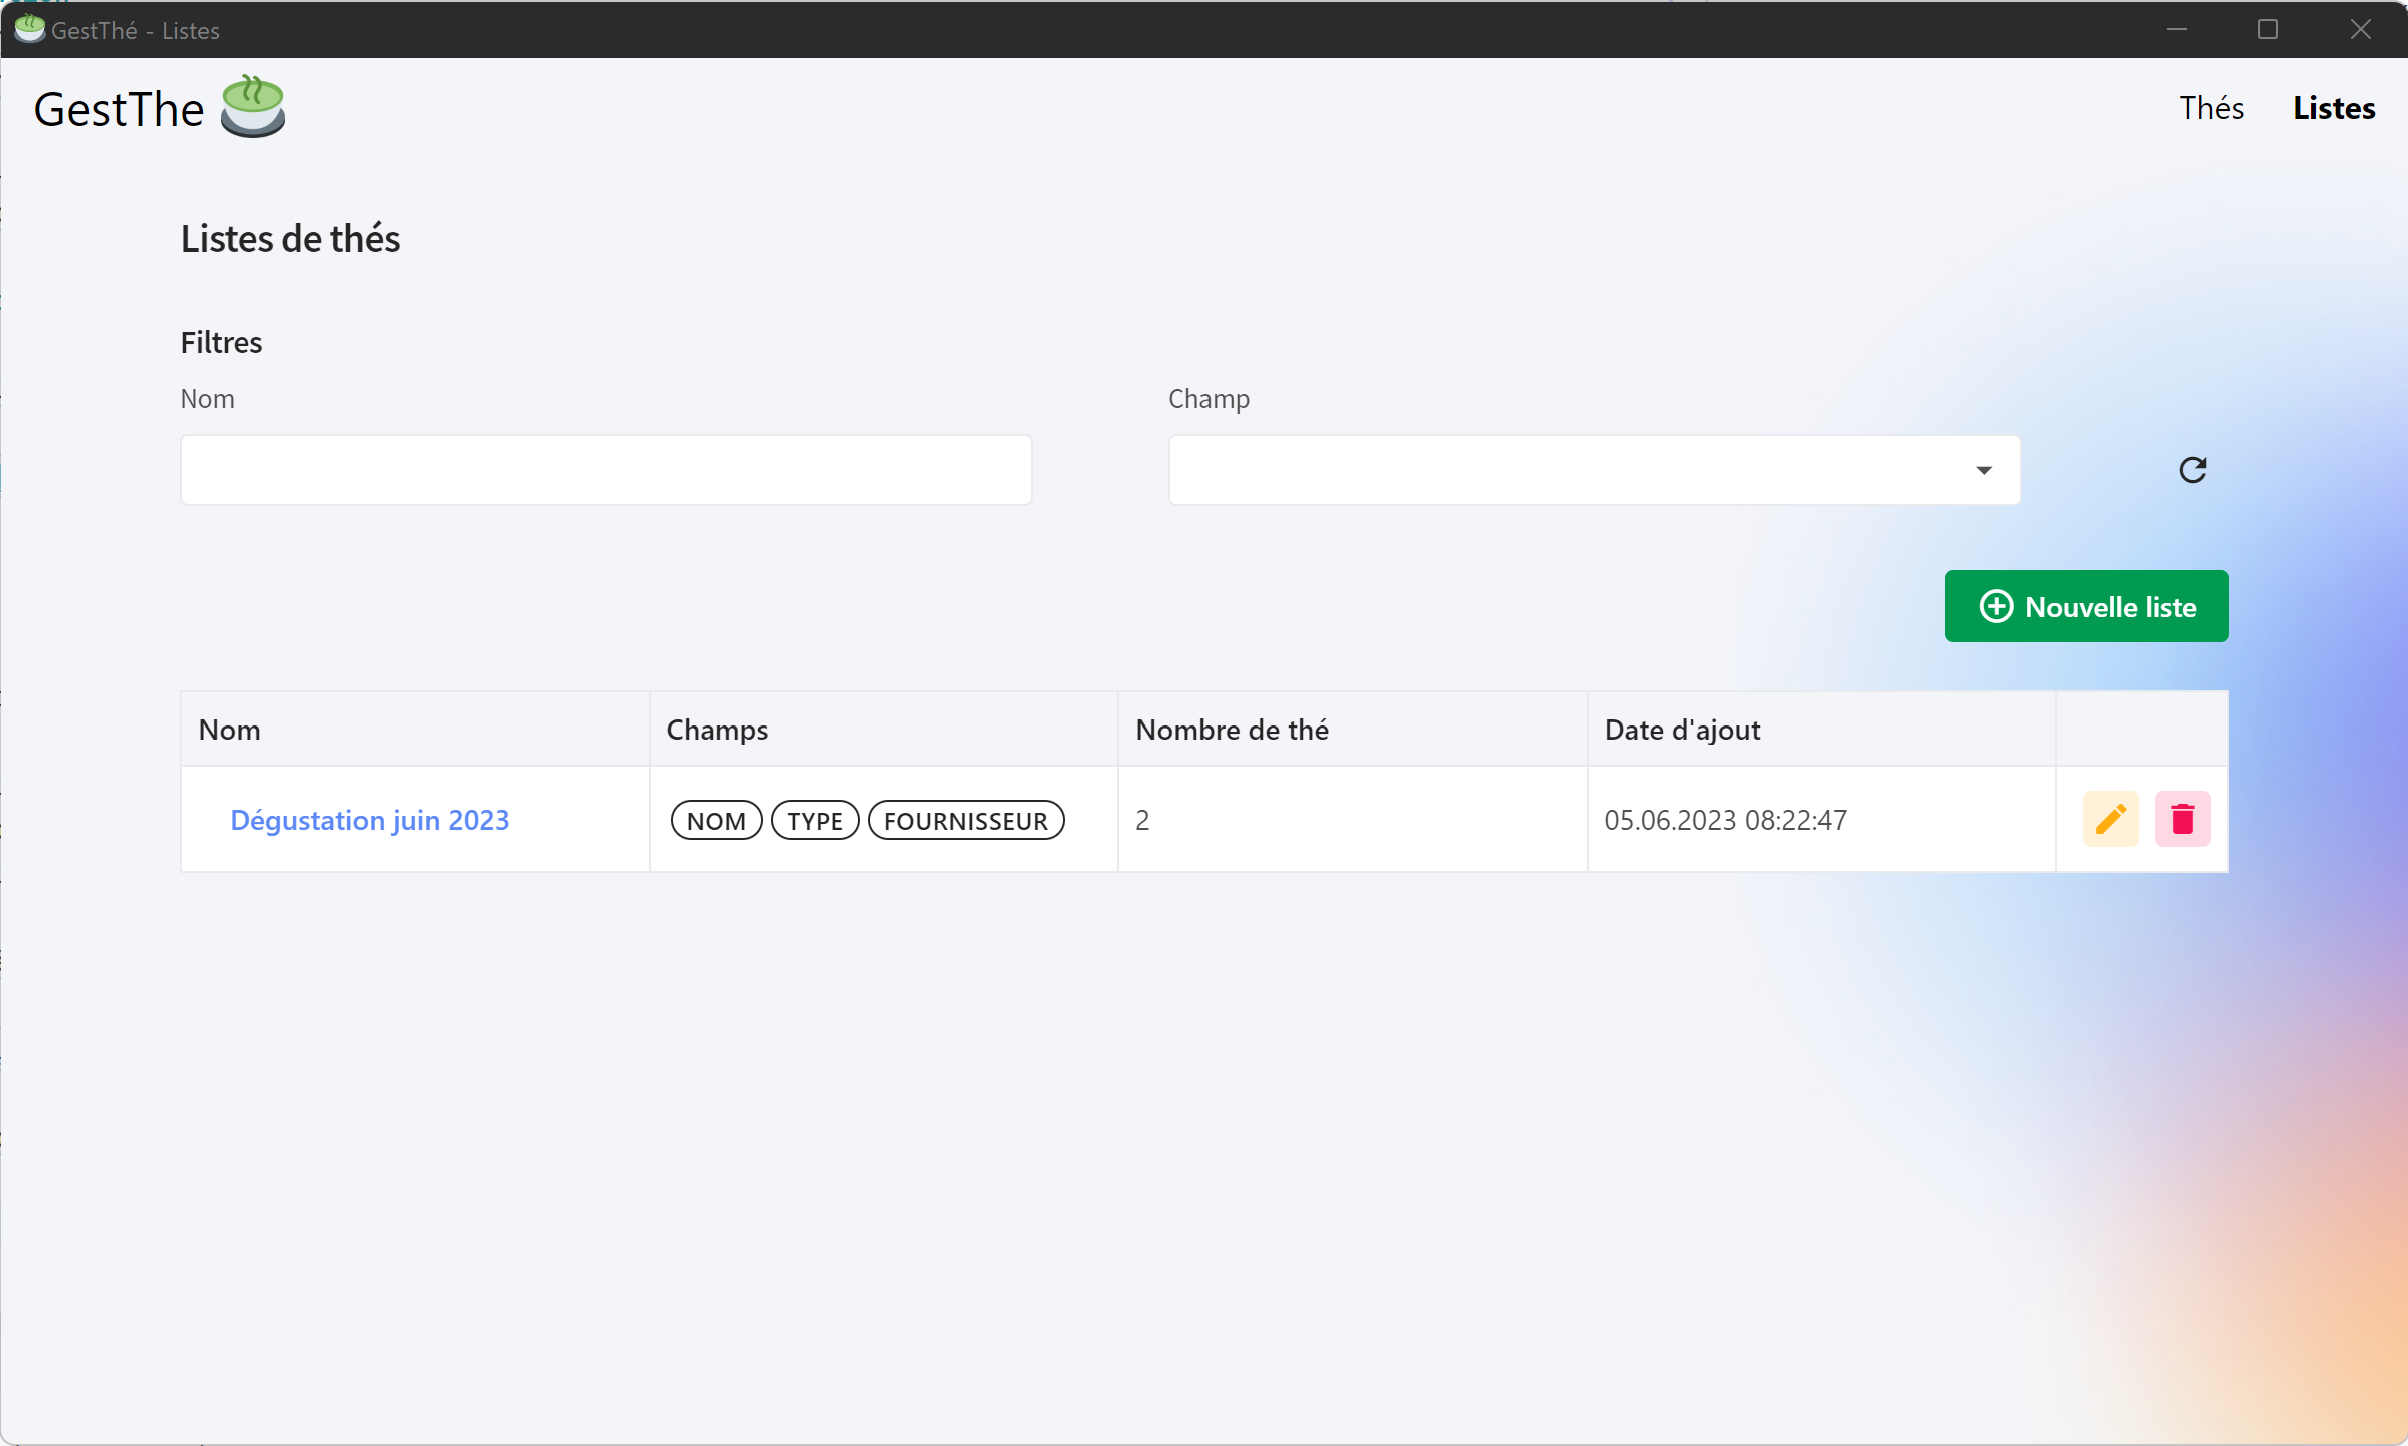 GestThé - Listes
GestThe
Thés Listes
Listes de thés
Filtres
Nom Champ
Nouvelle liste
Nom Champs Nombre de thé Date d'ajout
Dégustation juin 2023 NOM TYPE FOURNISSEUR 2 05.06.2023 08:22:47